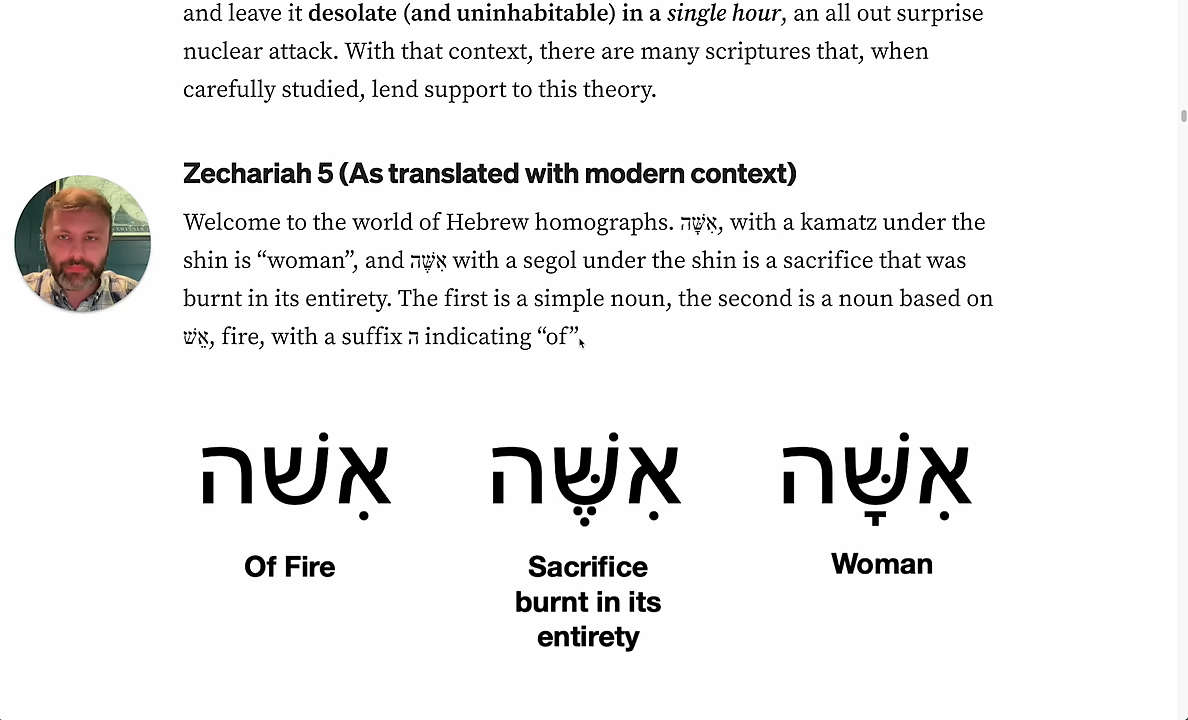 and leave it desolate (and uninhabitable) in a single hour, an all out surprise
nuclear attack. With that context, there are many scriptures that, when
carefully studied, lend support to this theory.
Zechariah 5 (As translated with modern context)
Welcome to the world of Hebrew homographs. אִשָּׁה, with a kamatz under the
shin is “woman”, and אִשֶּׁה with a segol under the shin is a sacrifice that was
burnt in its entirety. The first is a simple noun, the second is a noun based on
אֵשׁ, fire, with a suffix ה indicating “of”.
אִשׁה אִשֶּׁה אִשָּׁה
Of Fire Sacrifice Woman
burnt in its
entirety